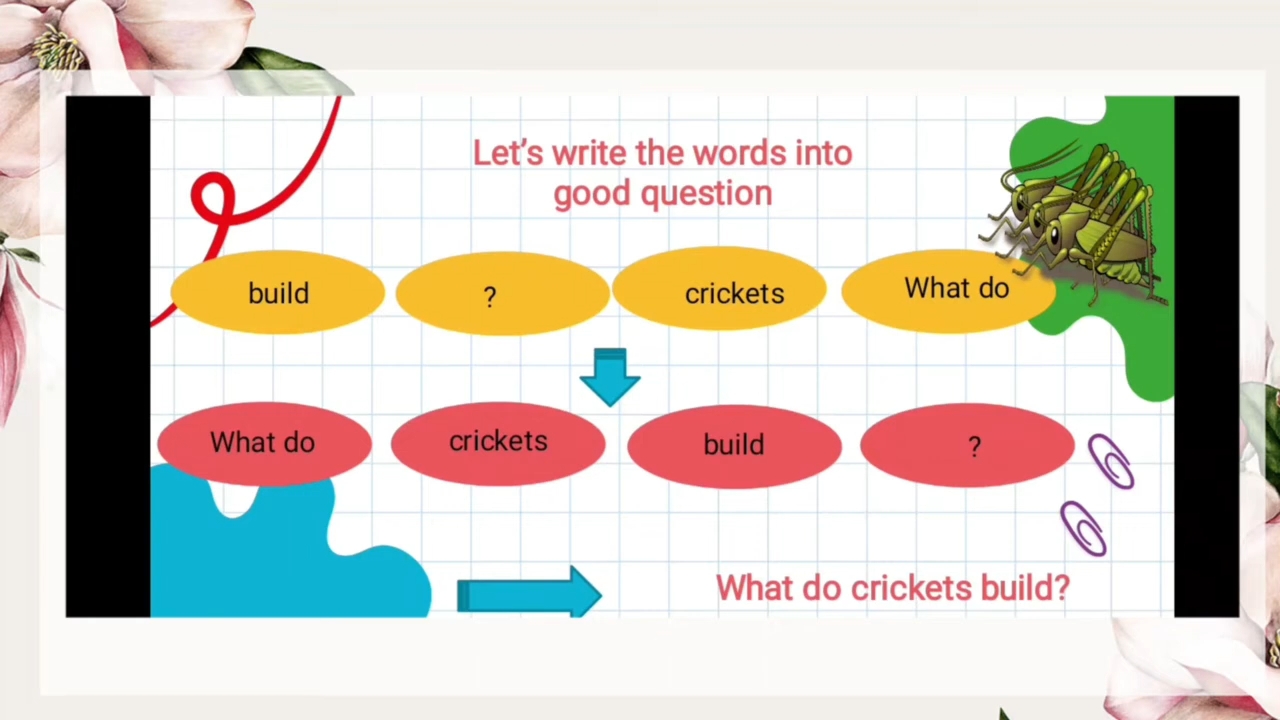 Let's write the words into
good question
build ? crickets What do
What do crickets build ?
What do crickets build?